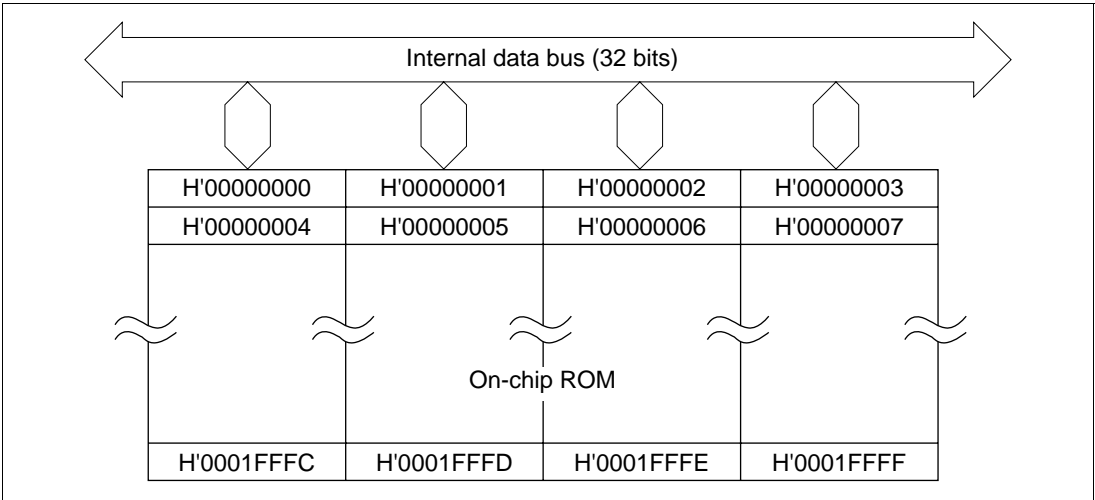 Internal data bus (32 bits)
H'00000000 H'00000001 H'00000002 H'00000003
H'00000004 H'00000005 H'00000006 H'00000007
On-chip ROM
H'0001FFFC H'0001FFFD H'0001FFFE H'0001FFFF